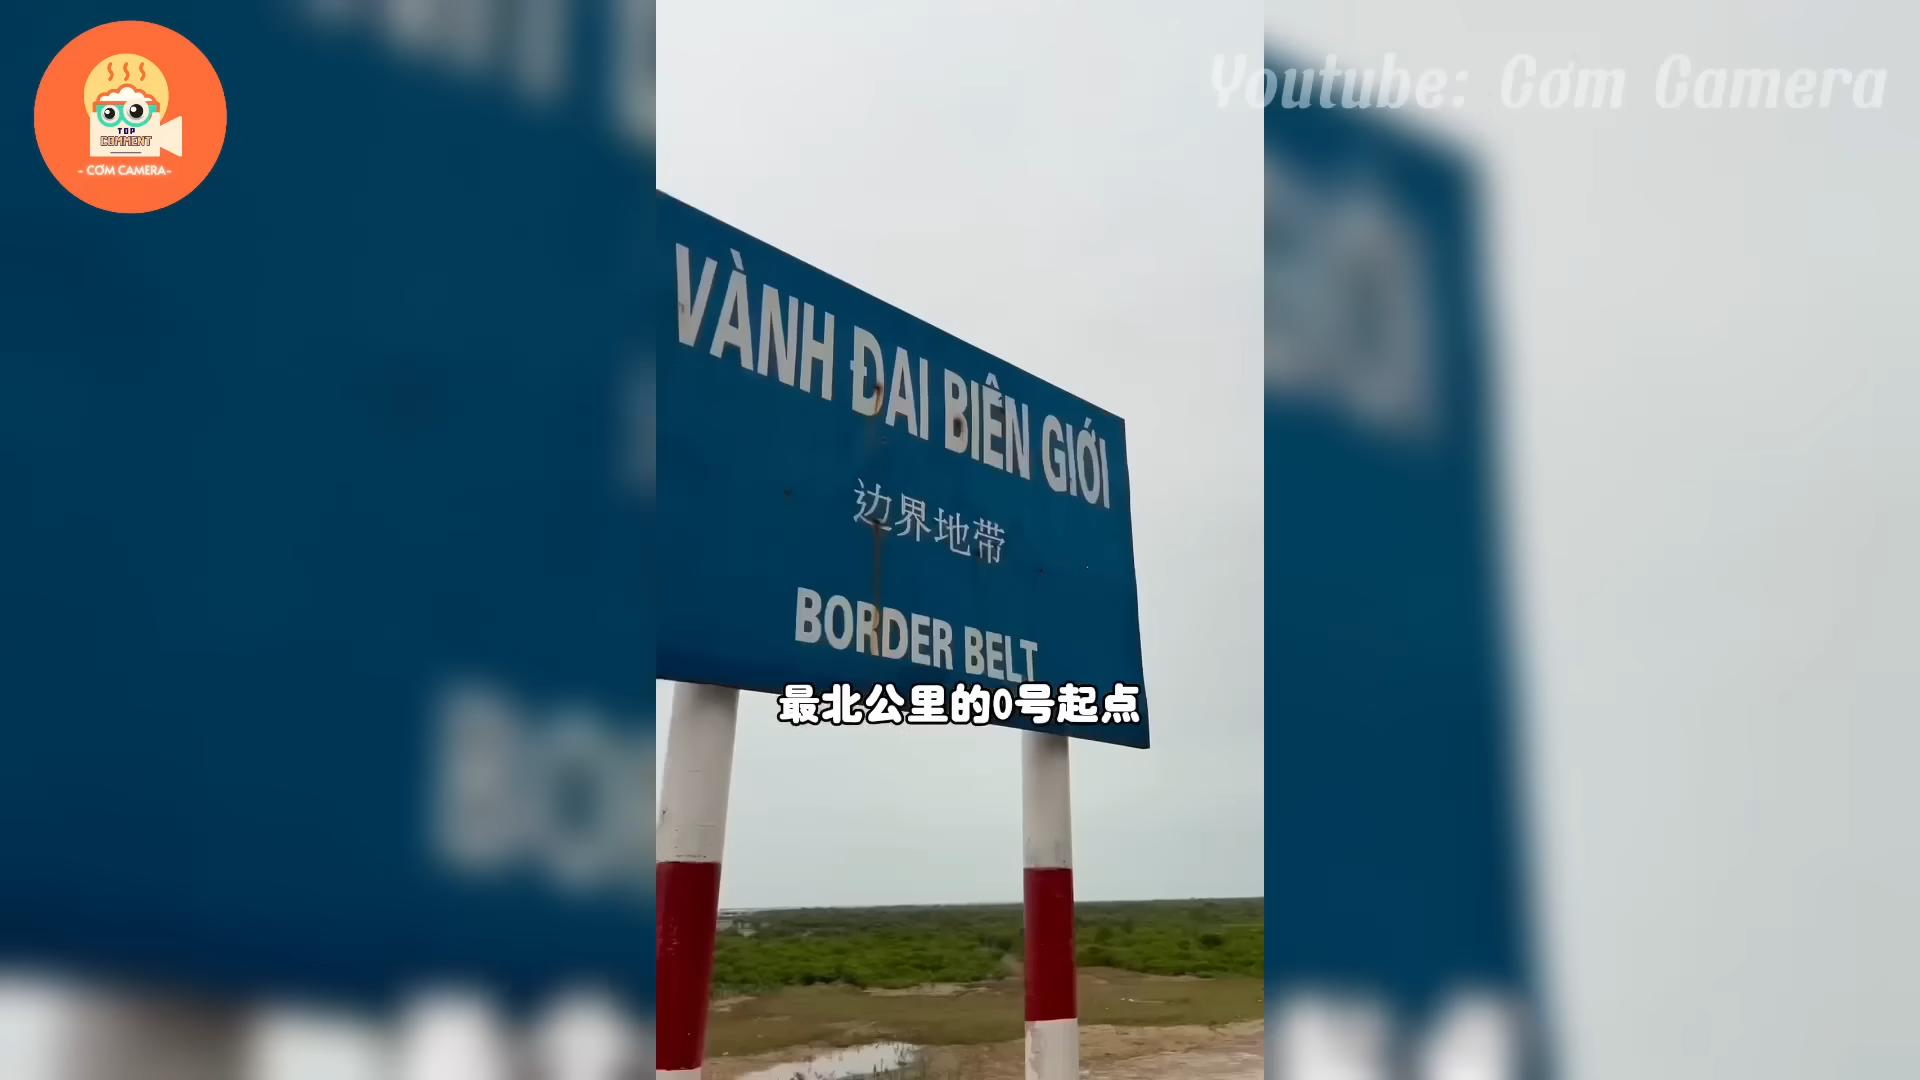 TOP
COMMENT
- CƠM CAMERA-
Youtube: Cơm Camera
VÀNH ĐAI BIÊN GIỚI
边界地带
BORDER BELT
最北公里的0号起点